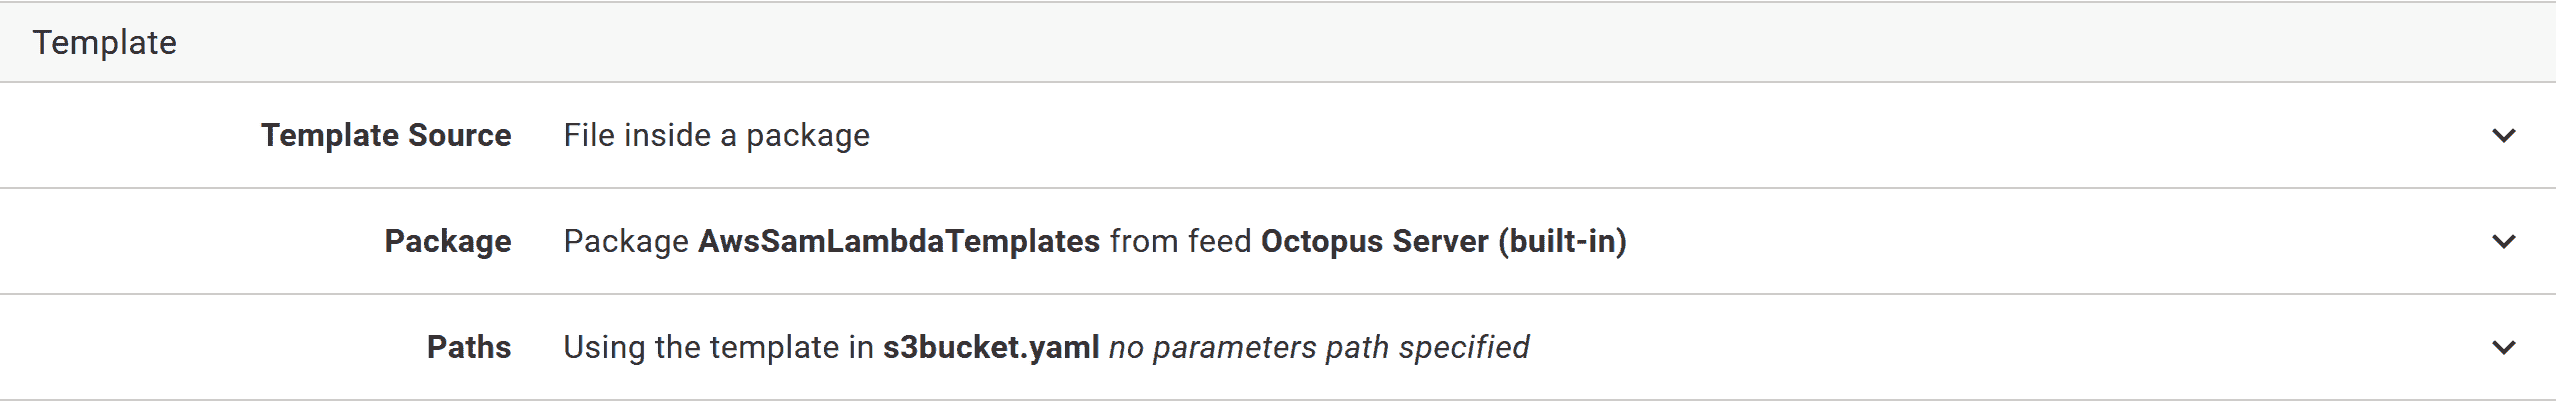 Template
Template Source File inside a package
Package Package AwsSamLambdaTemplates from feed Octopus Server (built-in)
Paths Using the template in s3bucket.yaml no parameters path specified